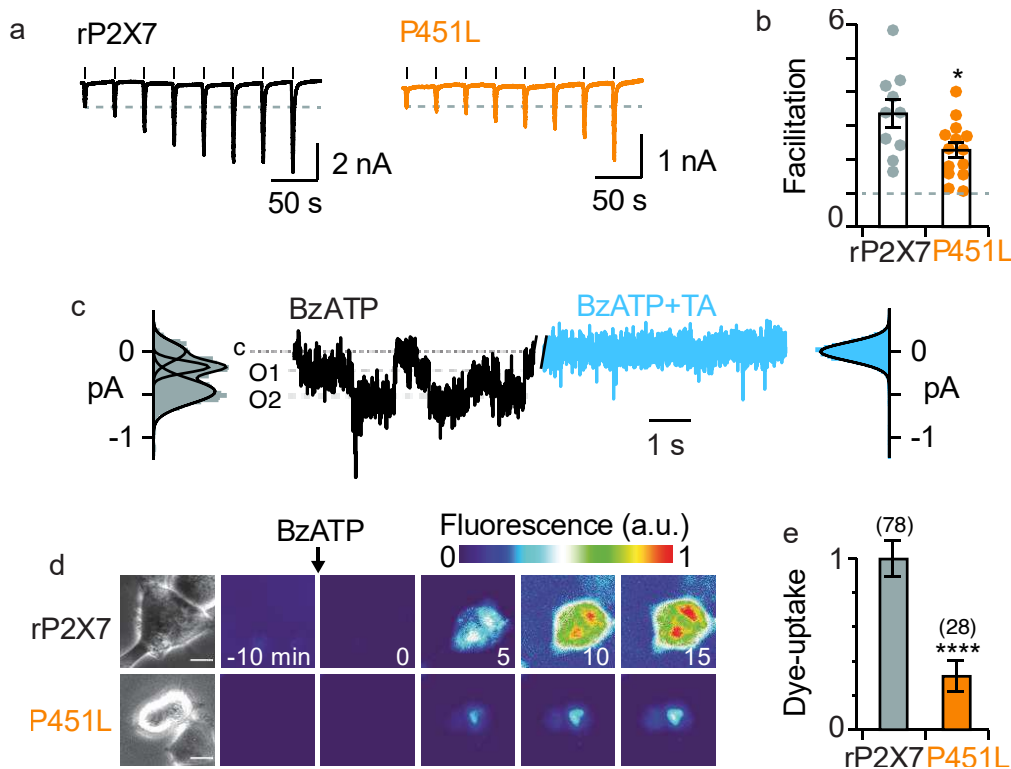 a
rP2X7
P451L
2 nA
50 s
1 nA
50 s
b
6
Facilitation
0
rP2X7 P451L
*
c
BzATP
BzATP+TA
0
pA
-1
c
O1
O2
1 s
0
pA
-1
d
BzATP
Fluorescence (a.u.)
0 1
rP2X7
-10 min 0 5 10 15
P451L
e
(78)
(28)
****
1
Dye-uptake
0
rP2X7 P451L